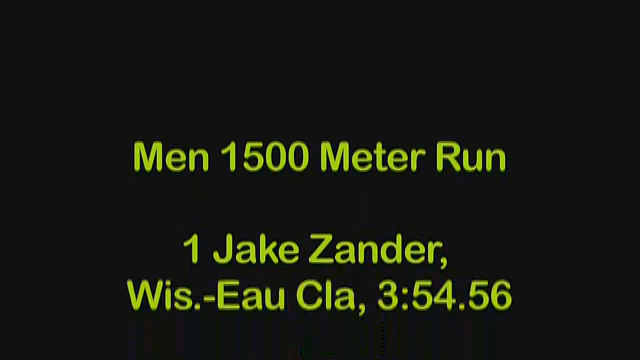 Men 1500 Meter Run
1 Jake Zander,
Wis.-Eau Cla, 3:54.56